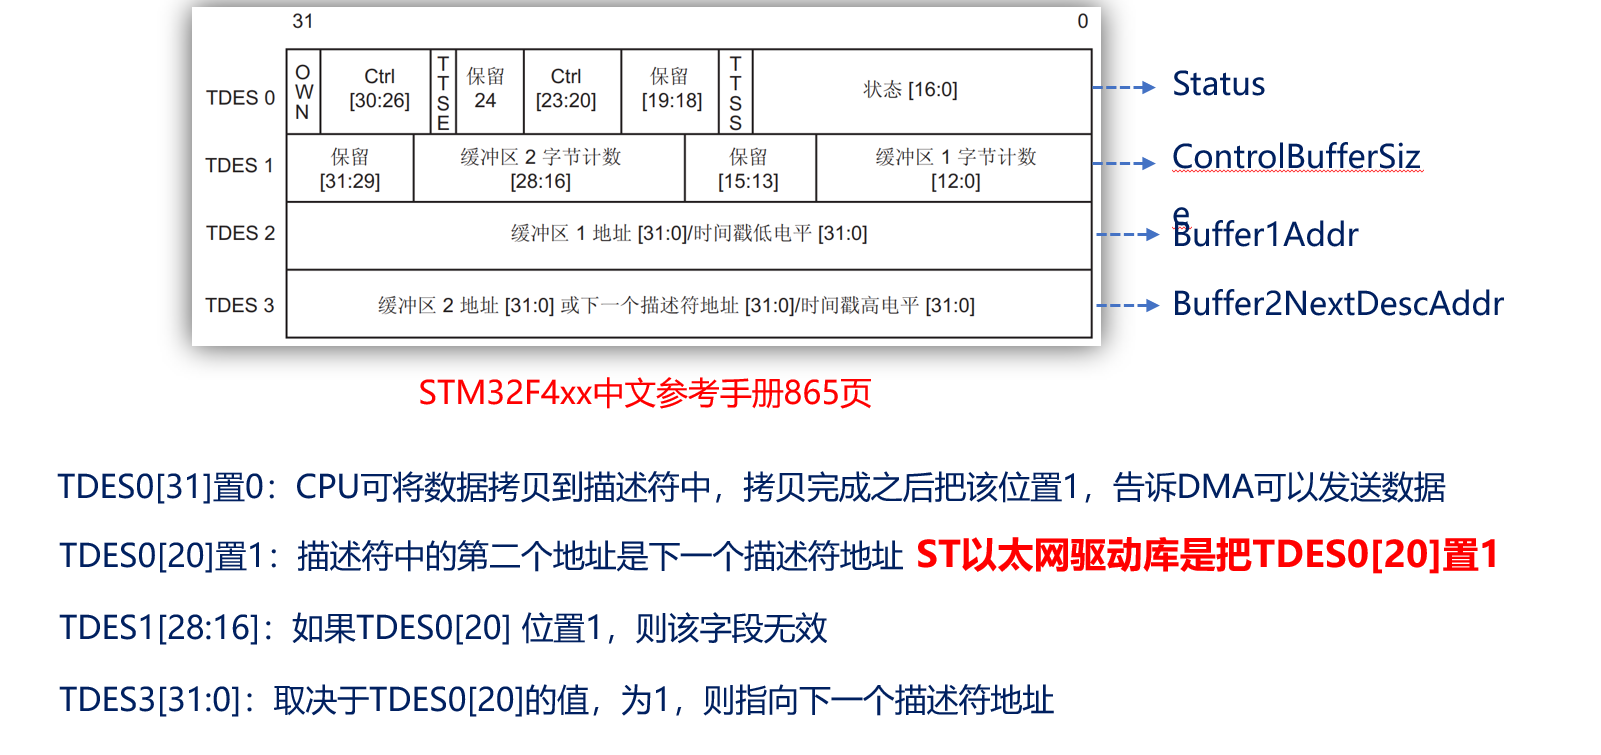 31 0
TDES 0
OWN
Ctrl
[30:26]
TTSE
保留
24
Ctrl
[23:20]
保留
[19:18]
TTSS
状态 [16:0]
Status
TDES 1
保留
[31:29]
缓冲区 2 字节计数
[28:16]
保留
[15:13]
缓冲区 1 字节计数
[12:0]
ControlBufferSiz
e
TDES 2
缓冲区 1 地址 [31:0]/时间戳低电平 [31:0]
Buffer1Addr
TDES 3
缓冲区 2 地址 [31:0] 或下一个描述符地址 [31:0]/时间戳高电平 [31:0]
Buffer2NextDescAddr
STM32F4xx中文参考手册865页
TDES0[31]置0：CPU可将数据拷贝到描述符中，拷贝完成之后把该位置1，告诉DMA可以发送数据
TDES0[20]置1：描述符中的第二个地址是下一个描述符地址 ST以太网驱动库是把TDES0[20]置1
TDES1[28:16]：如果TDES0[20] 位置1，则该字段无效
TDES3[31:0]：取决于TDES0[20]的值，为1，则指向下一个描述符地址